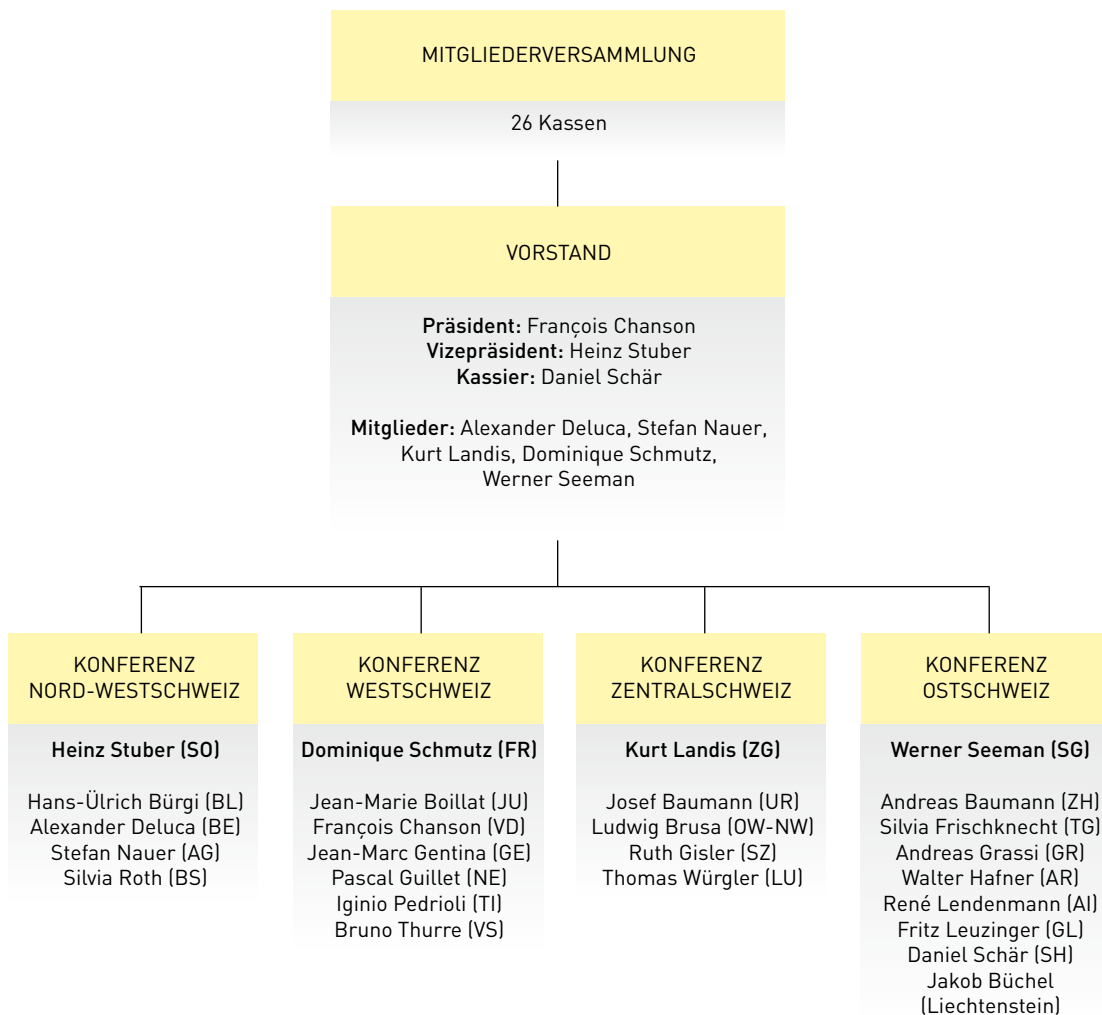 MITGLIEDERVERSAMMLUNG
26 Kassen
VORSTAND
Präsident: François Chanson
Vizepräsident: Heinz Stuber
Kassier: Daniel Schär
Mitglieder: Alexander Deluca, Stefan Nauer,
Kurt Landis, Dominique Schmutz,
Werner Seeman
KONFERENZ
NORD-WESTSCHWEIZ
Heinz Stuber (SO)
Hans-Ülrich Bürgi (BL)
Alexander Deluca (BE)
Stefan Nauer (AG)
Silvia Roth (BS)
KONFERENZ
WESTSCHWEIZ
Dominique Schmutz (FR)
Jean-Marie Boillat (JU)
François Chanson (VD)
Jean-Marc Gentina (GE)
Pascal Guillet (NE)
Iginio Pedrioli (TI)
Bruno Thurre (VS)
KONFERENZ
ZENTRALSCHWEIZ
Kurt Landis (ZG)
Josef Baumann (UR)
Ludwig Brusa (OW-NW)
Ruth Gisler (SZ)
Thomas Würgler (LU)
KONFERENZ
OSTSCHWEIZ
Werner Seeman (SG)
Andreas Baumann (ZH)
Silvia Frischknecht (TG)
Andreas Grassi (GR)
Walter Hafner (AR)
René Lendenmann (AI)
Fritz Leuzinger (GL)
Daniel Schär (SH)
Jakob Büchel
(Liechtenstein)